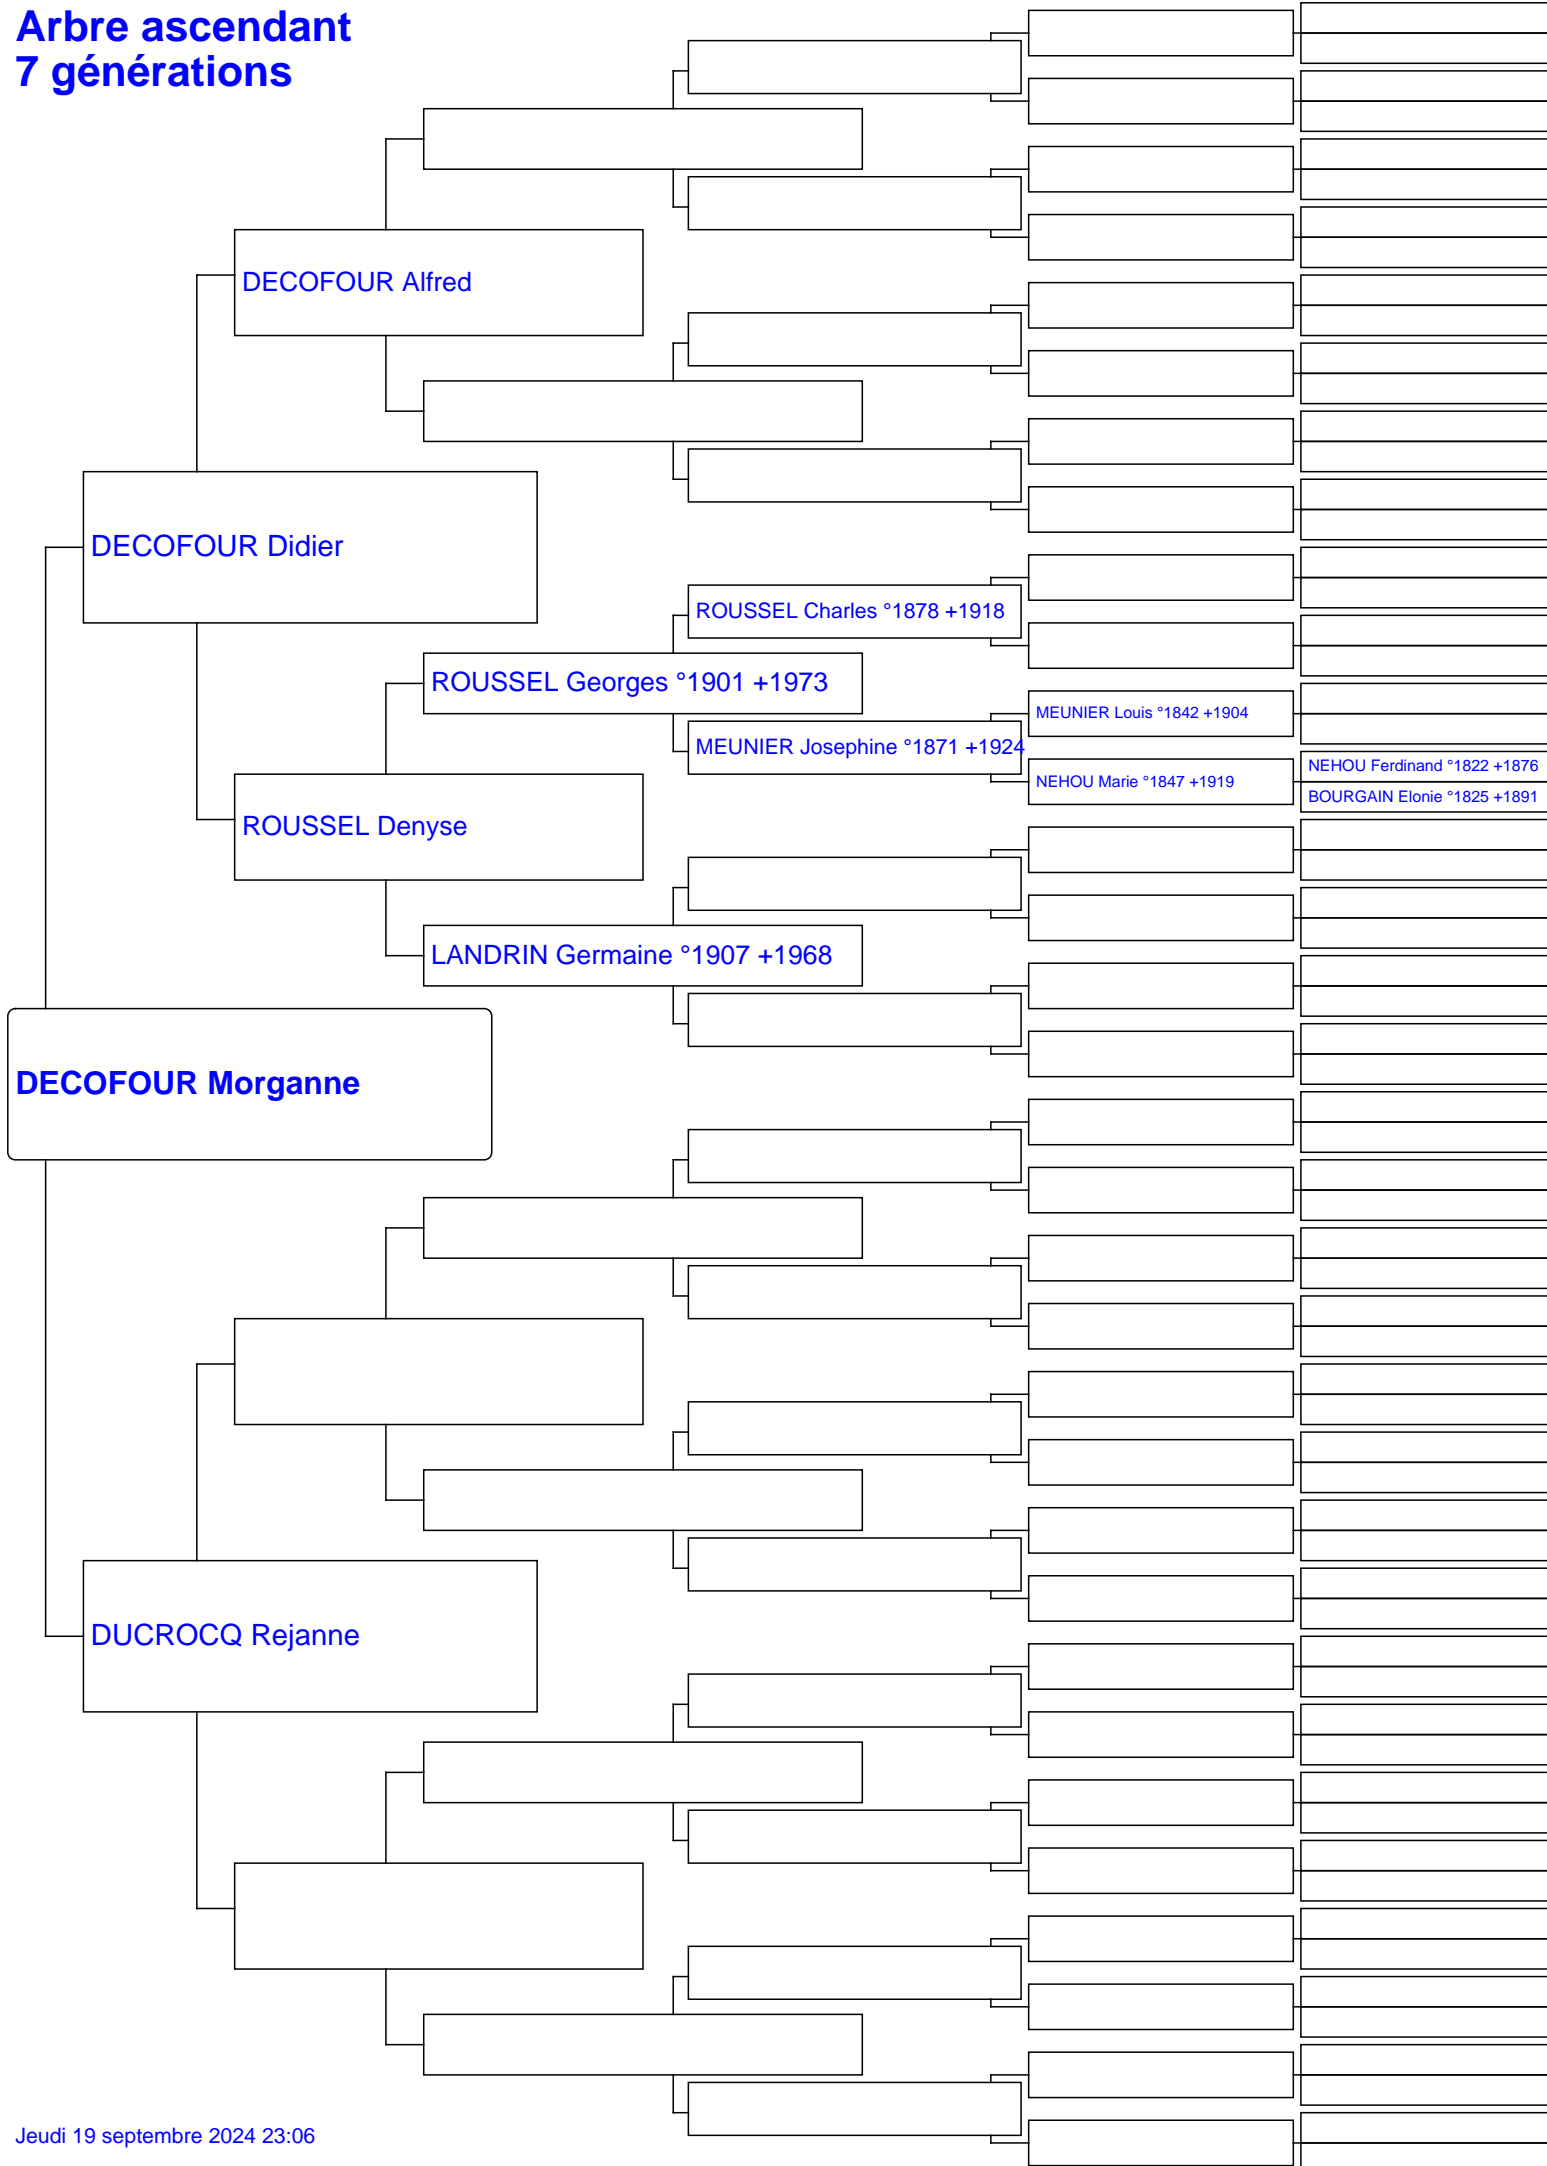 Arbre ascendant
7 générations
DECOFOUR Alfred
DECOFOUR Didier
ROUSSEL Charles °1878 +1918
ROUSSEL Georges °1901 +1973
MEUNIER Louis °1842 +1904
MEUNIER Josephine °1871 +1924
NEHOU Ferdinand °1822 +1876
NEHOU Marie °1847 +1919
BOURGAIN Elonie °1825 +1891
ROUSSEL Denyse
LANDRIN Germaine °1907 +1968
DECOFOUR Morganne
DUCROCQ Rejanne
Jeudi 19 septembre 2024 23:06